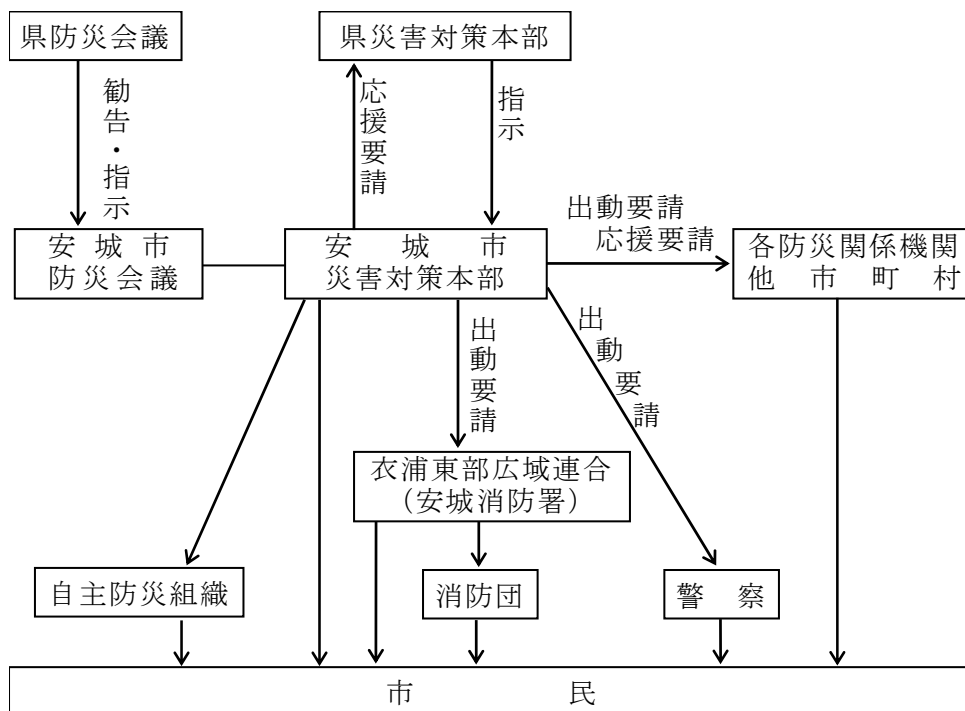 県防災会議
県災害対策本部
勧告・指示
応援要請
指示
出動要請
応援要請
安城市
防災会議
安城市
災害対策本部
各防災関係機関
他市町村
出動要請
出動要請
衣浦東部広域連合
（安城消防署）
自主防災組織
消防団
警察
市民